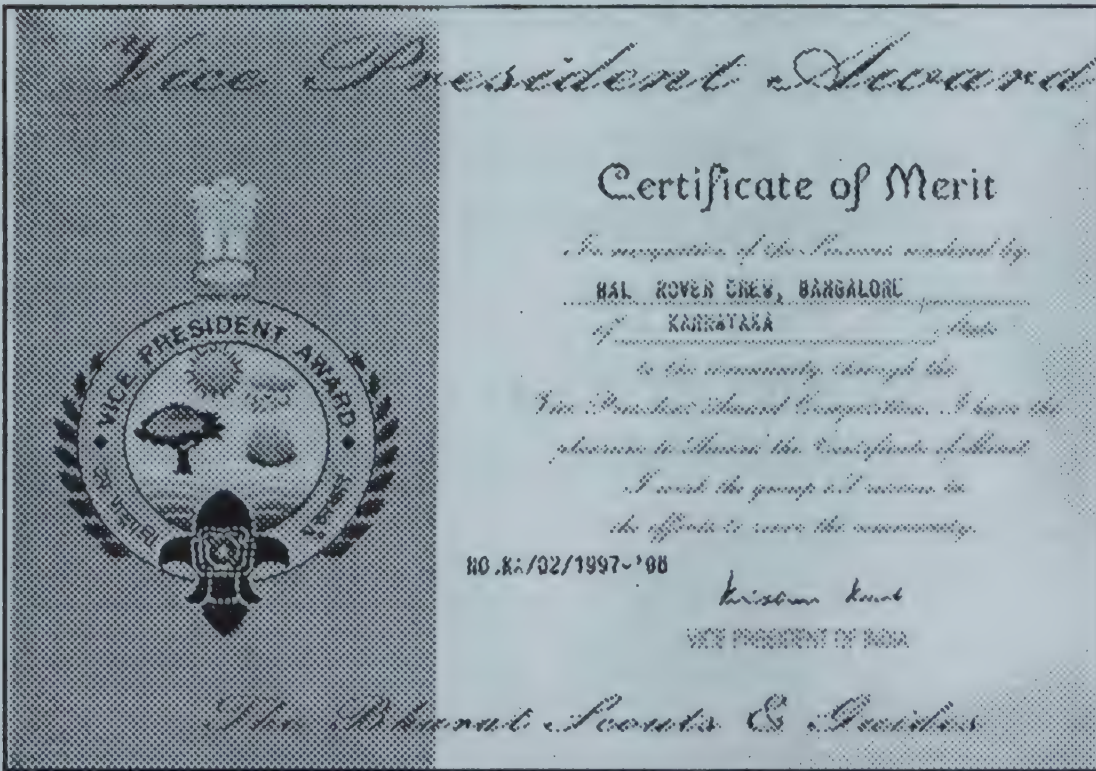 Vice President Award
Certificate of Merit
In recognition of the Services rendered by
HAL ROVER CREW, BANGALORE
of KARNATAKA State
to the community through the
Vice President Award Competition. I have the
pleasure to Award the Certificate of Merit
I wish the group all success in
the efforts to serve the community.
NO.KA/02/1997-'98
VICE PRESIDENT OF INDIA
VICE PRESIDENT AWARD
The Bharat Scouts & Guides